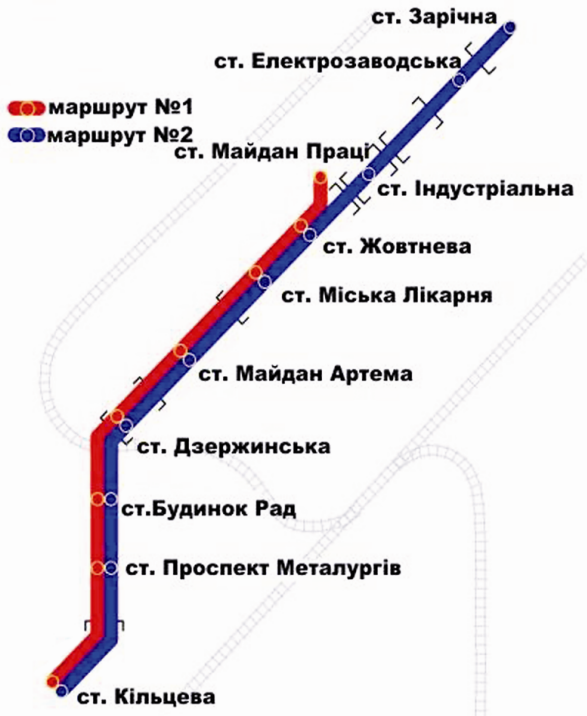 ст. Зарічна
ст. Електрозаводська
маршрут №1
маршрут №2
ст. Майдан Праці
ст. Індустріальна
ст. Жовтнева
ст. Міська Лікарня
ст. Майдан Артема
ст. Дзержинська
ст.Будинок Рад
ст. Проспект Металургів
ст. Кільцева